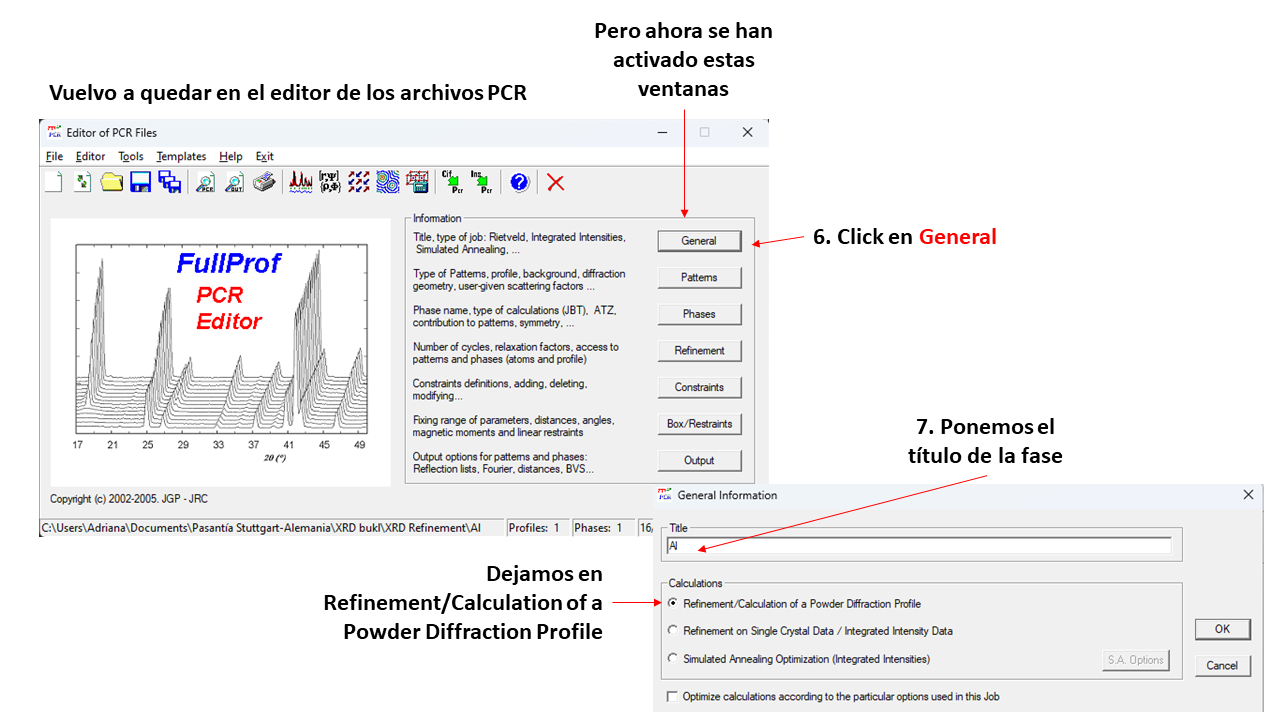 Pero ahora se han
activado estas
ventanas
Vuelvo a quedar en el editor de los archivos PCR
Editor of PCR Files
File Editor Tools Templates Help Exit
PCR OUT [r,Ψ] (ρ,Φ) Cif Pcr Ins Pcr
FullProf
PCR
Editor
17 21 25 29 33 37 41 45 49
2θ (°)
Copyright (c) 2002-2005. JGP - JRC
Information
Title, type of job: Rietveld, Integrated Intensities,
Simulated Annealing, ...
General
Type of Patterns, profile, background, diffraction
geometry, user-given scattering factors ...
Patterns
Phase name, type of calculations (JBT), ATZ,
contribution to patterns, symmetry, ...
Phases
Number of cycles, relaxation factors, access to
patterns and phases (atoms and profile)
Refinement
Constraints definitions, adding, deleting,
modifying...
Constraints
Fixing range of parameters, distances, angles,
magnetic moments and linear restraints
Box/Restraints
Output options for patterns and phases:
Reflection lists, Fourier, distances, BVS...
Output
C:\Users\Adriana\Documents\Pasantía Stuttgart-Alemania\XRD bukl\XRD Refinement\Al Profiles: 1 Phases: 1 16/
6. Click en General
7. Ponemos el
título de la fase
General Information
Title
Al
Dejamos en
Refinement/Calculation of a
Powder Diffraction Profile
Calculations
Refinement/Calculation of a Powder Diffraction Profile
Refinement on Single Crystal Data / Integrated Intensity Data
Simulated Annealing Optimization (Integrated Intensities)
S.A. Options
OK
Cancel
Optimize calculations according to the particular options used in this Job